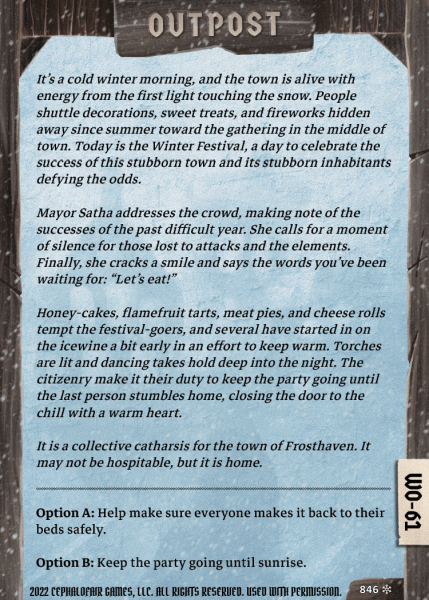 OUTPOST
It's a cold winter morning, and the town is alive with
energy from the first light touching the snow. People
shuttle decorations, sweet treats, and fireworks hidden
away since summer toward the gathering in the middle of
town. Today is the Winter Festival, a day to celebrate the
success of this stubborn town and its stubborn inhabitants
defying the odds.
Mayor Satha addresses the crowd, making note of the
successes of the past difficult year. She calls for a moment
of silence for those lost to attacks and the elements.
Finally, she cracks a smile and says the words you've been
waiting for: “Let's eat!”
Honey-cakes, flamefruit tarts, meat pies, and cheese rolls
tempt the festival-goers, and several have started in on
the icewine a bit early in an effort to keep warm. Torches
are lit and dancing takes hold deep into the night. The
citizenry make it their duty to keep the party going until
the last person stumbles home, closing the door to the
chill with a warm heart.
It is a collective catharsis for the town of Frosthaven. It
may not be hospitable, but it is home.
Option A: Help make sure everyone makes it back to their
beds safely.
Option B: Keep the party going until sunrise.
WO-61
2022 CEPHALOFAIR GAMES, LLC. ALL RIGHTS RESERVED. USED WITH PERMISSION.
846